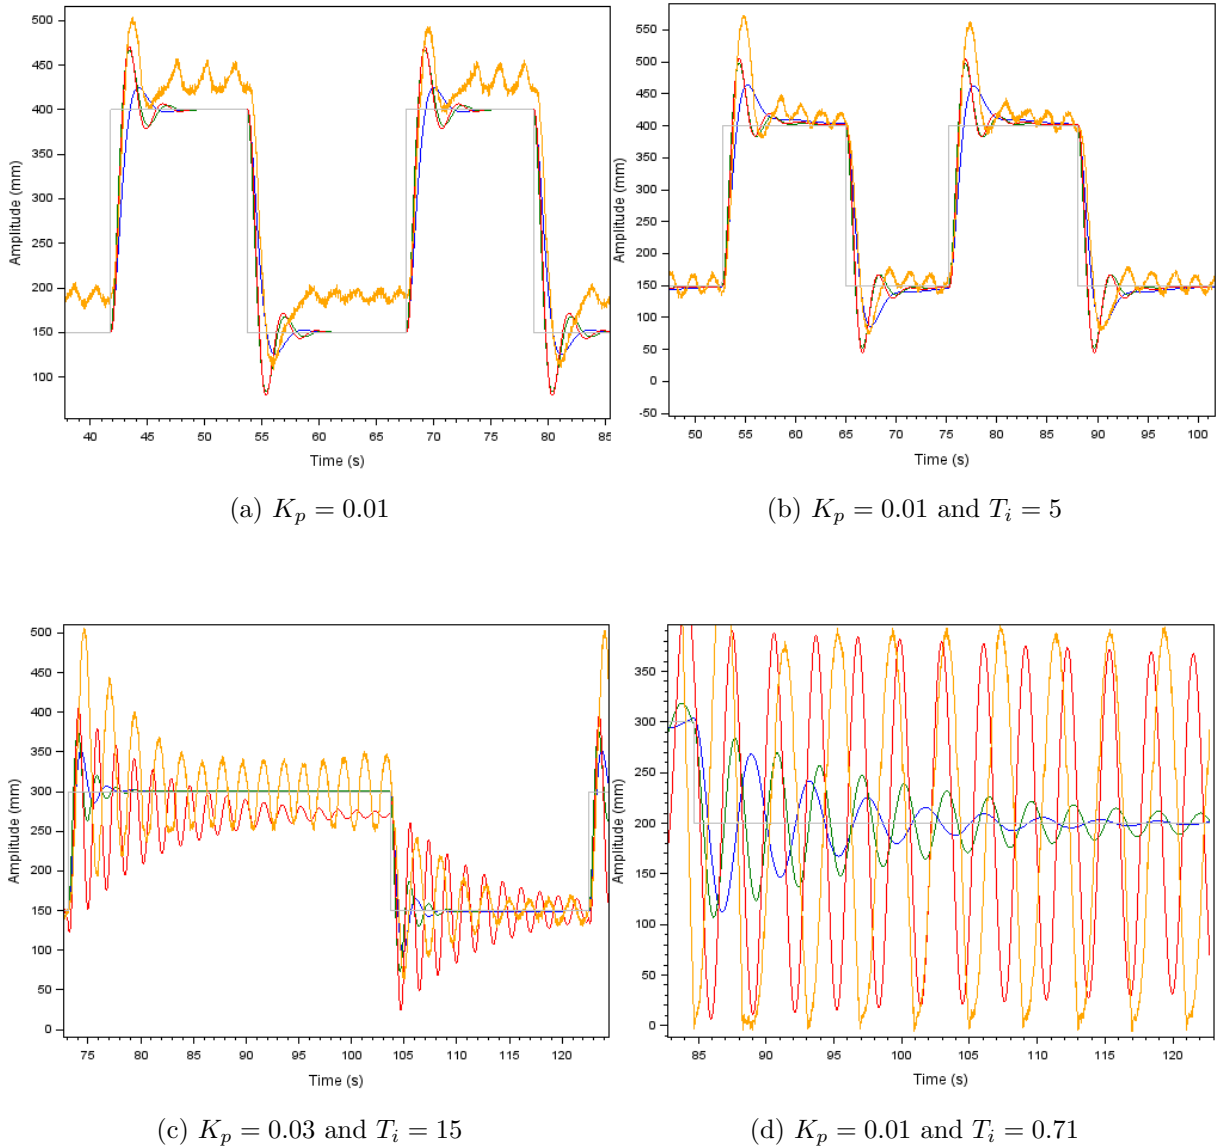 500
450
400
350
300
250
200
150
100
Amplitude (mm)
40 45 50 55 60 65 70 75 80 85
Time (s)
(a) K_p = 0.01
550
500
450
400
350
300
250
200
150
100
50
0
-50
Amplitude (mm)
50 55 60 65 70 75 80 85 90 95 100
Time (s)
(b) K_p = 0.01 and T_i = 5
500
450
400
350
300
250
200
150
100
50
0
Amplitude (mm)
75 80 85 90 95 100 105 110 115 120
Time (s)
(c) K_p = 0.03 and T_i = 15
350
300
250
200
150
100
50
0
Amplitude (mm)
85 90 95 100 105 110 115 120
Time (s)
(d) K_p = 0.01 and T_i = 0.71